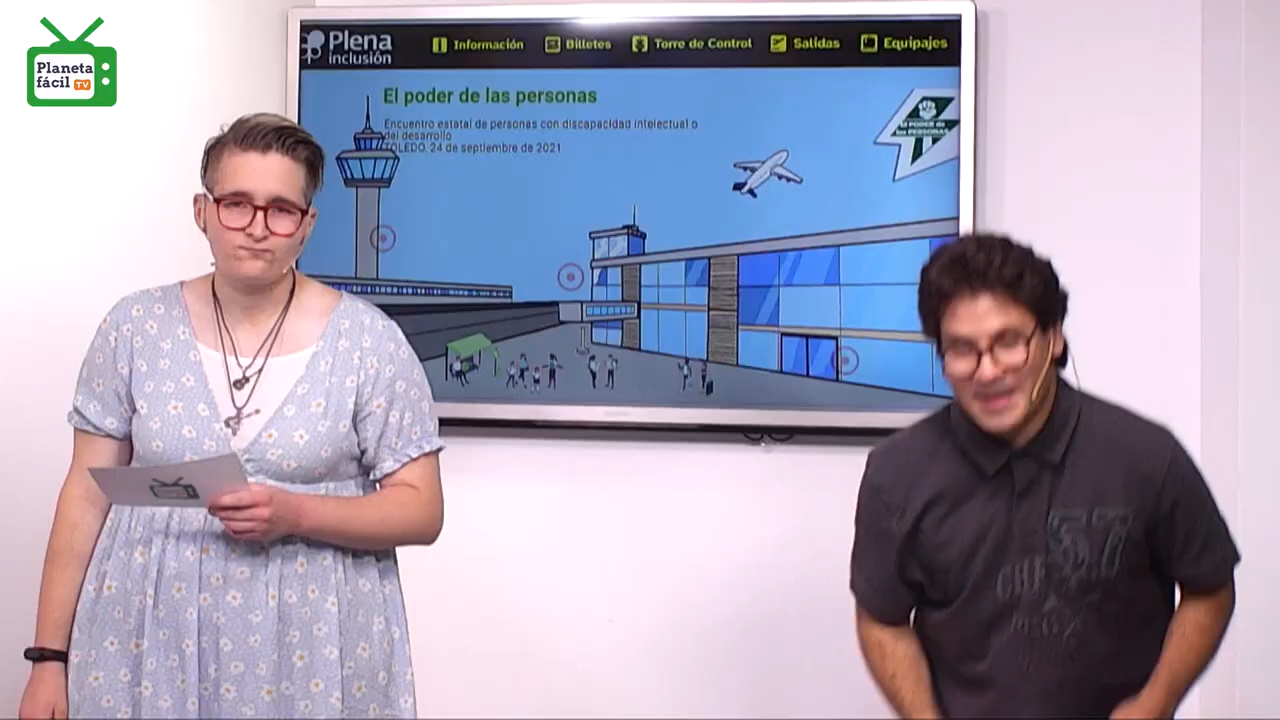 Planeta
fácil TV
Plena
inclusión
Información
Billetes
Torre de Control
Salidas
Equipajes
El poder de las personas
Encuentro estatal de personas con discapacidad intelectual o
del desarrollo
TOLEDO, 24 de septiembre de 2021
El PODER de
las PERSONAS
57